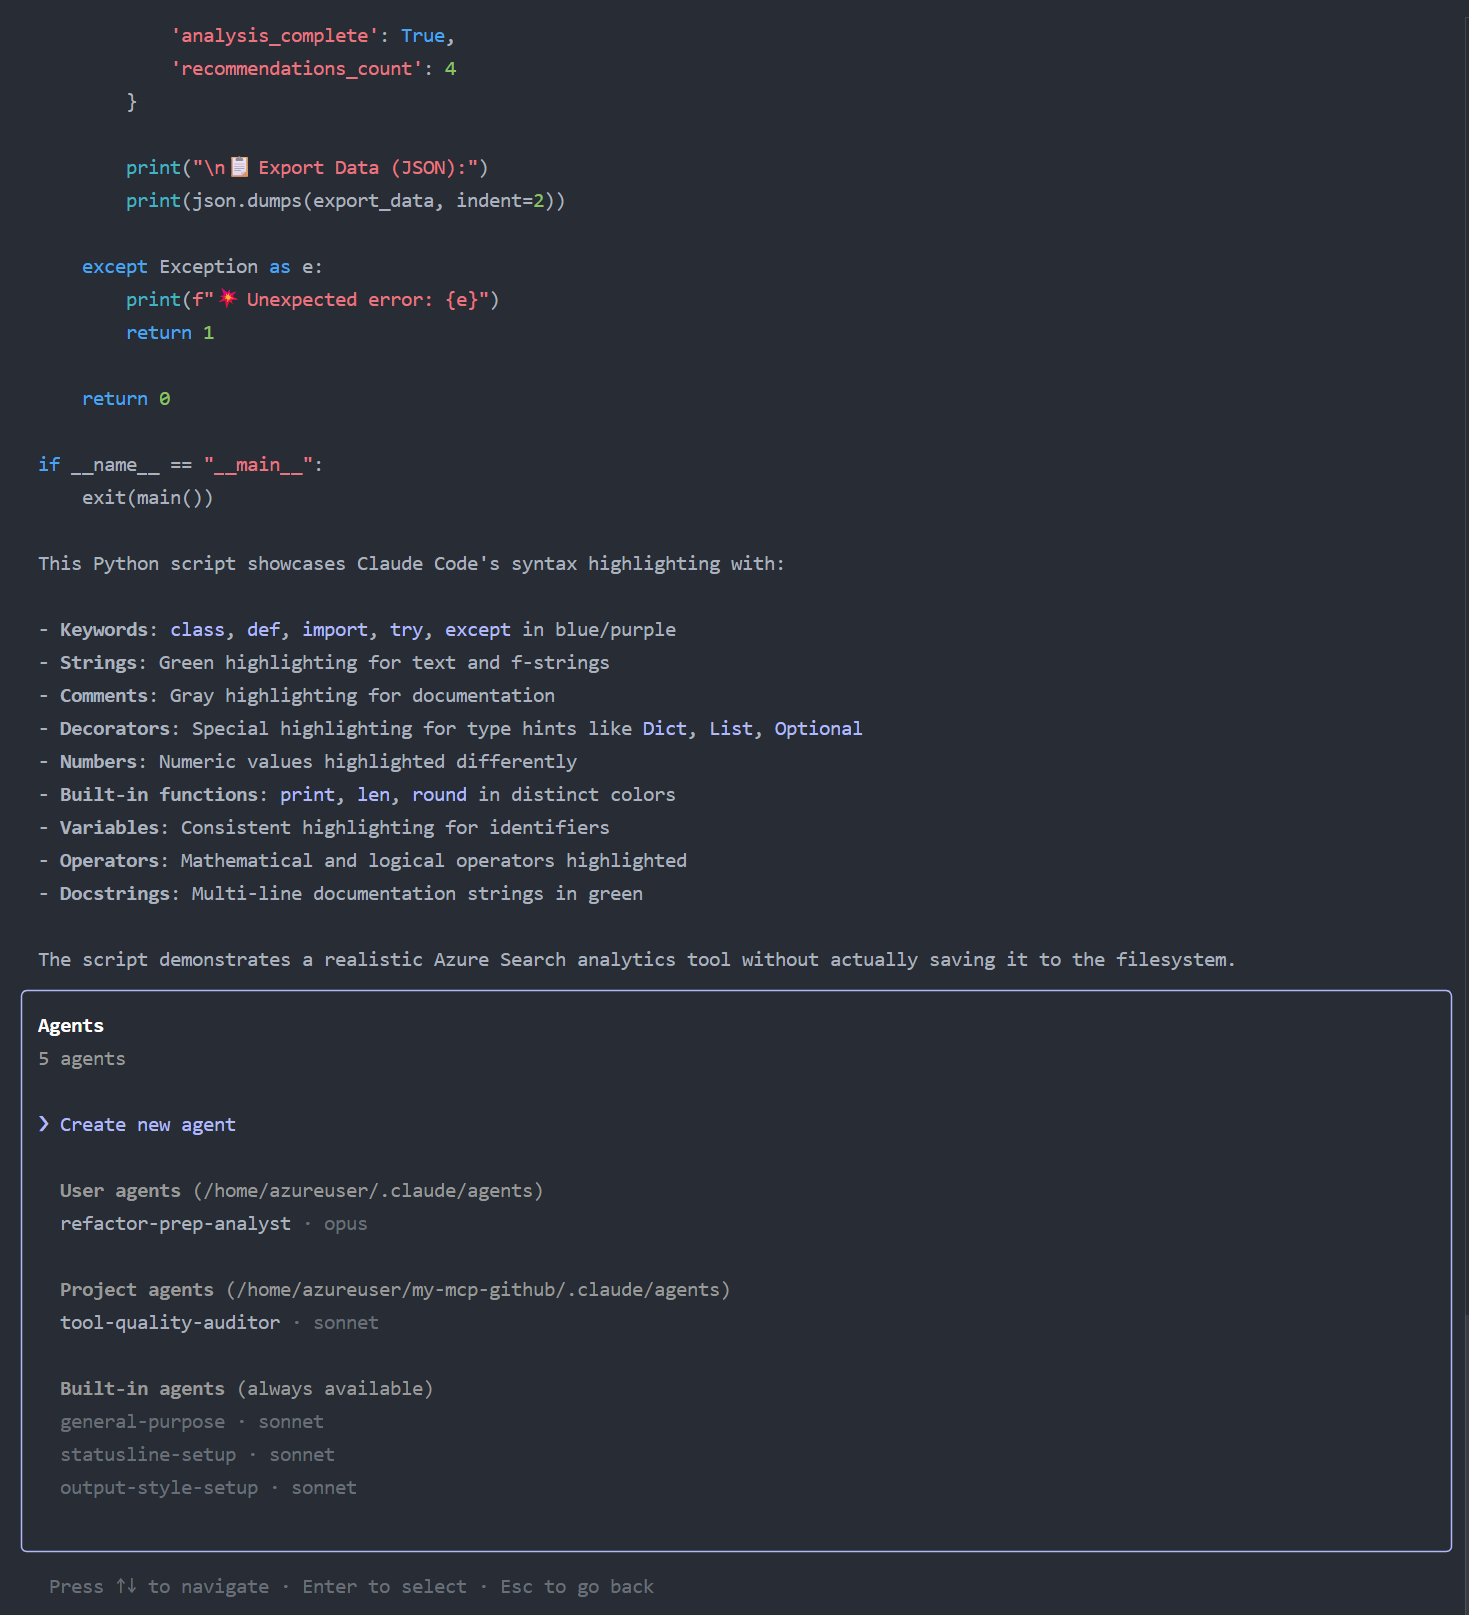 'analysis_complete': True,
'recommendations_count': 4
}
print("\n📋 Export Data (JSON):")
print(json.dumps(export_data, indent=2))
except Exception as e:
print(f"💥 Unexpected error: {e}")
return 1
return 0
if __name__ == "__main__":
exit(main())
This Python script showcases Claude Code's syntax highlighting with:
- Keywords: class, def, import, try, except in blue/purple
- Strings: Green highlighting for text and f-strings
- Comments: Gray highlighting for documentation
- Decorators: Special highlighting for type hints like Dict, List, Optional
- Numbers: Numeric values highlighted differently
- Built-in functions: print, len, round in distinct colors
- Variables: Consistent highlighting for identifiers
- Operators: Mathematical and logical operators highlighted
- Docstrings: Multi-line documentation strings in green
The script demonstrates a realistic Azure Search analytics tool without actually saving it to the filesystem.
Agents
5 agents
❯ Create new agent
User agents (/home/azureuser/.claude/agents)
refactor-prep-analyst · opus
Project agents (/home/azureuser/my-mcp-github/.claude/agents)
tool-quality-auditor · sonnet
Built-in agents (always available)
general-purpose · sonnet
statusline-setup · sonnet
output-style-setup · sonnet
Press ↑↓ to navigate · Enter to select · Esc to go back